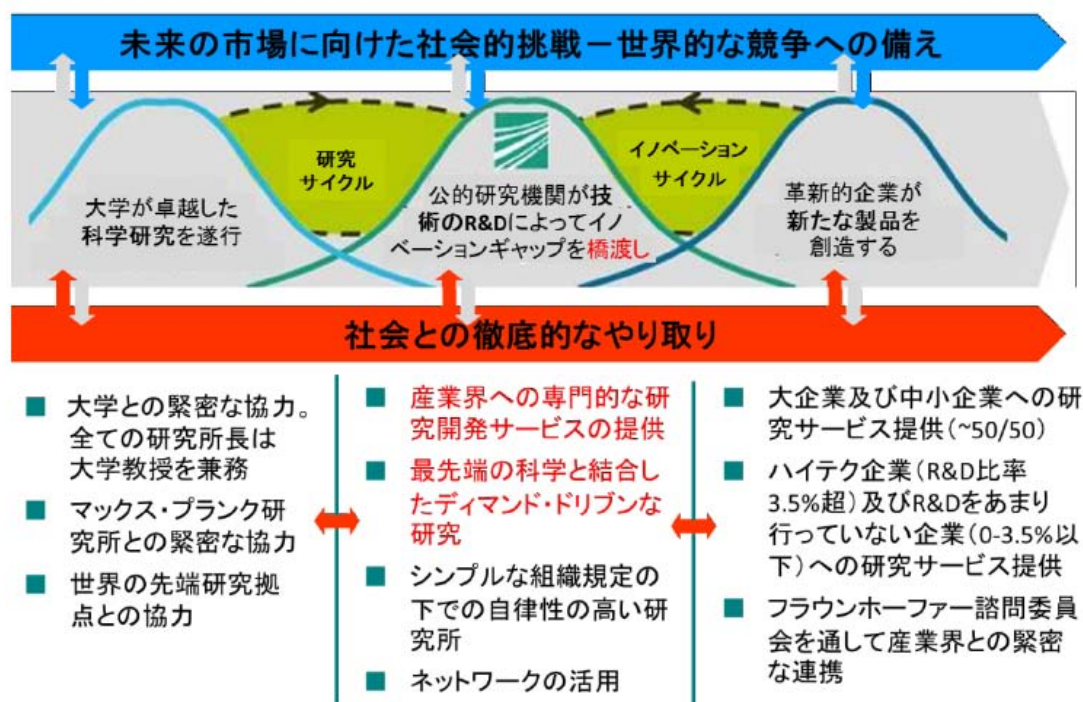 未来の市場に向けた社会的挑戦－世界的な競争への備え
研究
サイクル
イノベーション
サイクル
大学が卓越した
科学研究を遂行
公的研究機関が技
術のR&Dによってイノ
ベーションギャップを橋渡し
革新的企業が
新たな製品を
創造する
社会との徹底的なやり取り
■ 大学との緊密な協力。
全ての研究所長は
大学教授を兼務
■ マックス・プランク研
究所との緊密な協力
■ 世界の先端研究拠
点との協力
■ 産業界への専門的な研
究開発サービスの提供
■ 最先端の科学と結合し
たディマンド・ドリブンな
研究
■ シンプルな組織規定の
下での自律性の高い研
究所
■ ネットワークの活用
■ 大企業及び中小企業への研
究サービス提供(~50/50)
■ ハイテク企業(R&D比率
3.5%超)及びR&Dをあまり
行っていない企業(0-3.5%以
下)への研究サービス提供
■ フラウンホーファー諮問委員
会を通して産業界との緊密
な連携